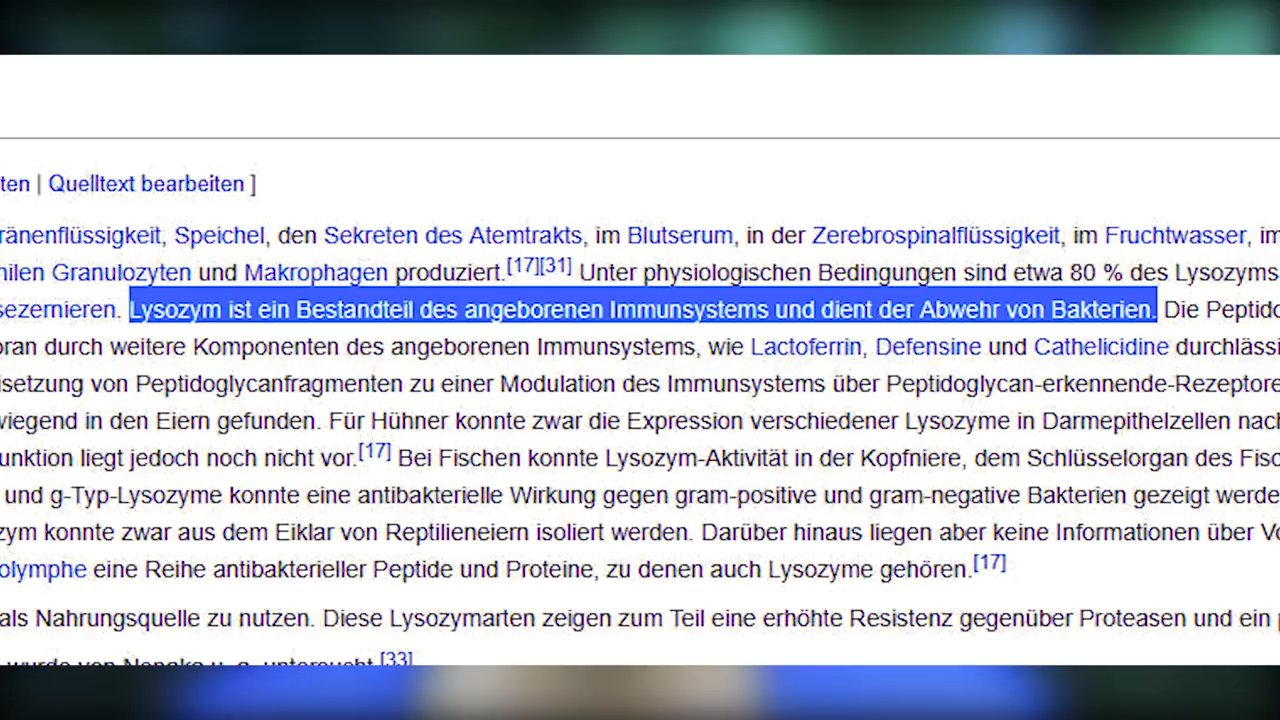 ten | Quelltext bearbeiten ]
ränenflüssigkeit, Speichel, den Sekreten des Atemtrakts, im Blutserum, in der Zerebrospinalflüssigkeit, im Fruchtwasser, im
hilen Granulozyten und Makrophagen produziert.[17][31] Unter physiologischen Bedingungen sind etwa 80 % des Lysozyms
sezernieren. Lysozym ist ein Bestandteil des angeborenen Immunsystems und dient der Abwehr von Bakterien. Die Peptido
oran durch weitere Komponenten des angeborenen Immunsystems, wie Lactoferrin, Defensine und Cathelicidine durchlässi
isetzung von Peptidoglycanfragmenten zu einer Modulation des Immunsystems über Peptidoglycan-erkennende-Rezeptore
wiegend in den Eiern gefunden. Für Hühner konnte zwar die Expression verschiedener Lysozyme in Darmepithelzellen nach
unktion liegt jedoch noch nicht vor.[17] Bei Fischen konnte Lysozym-Aktivität in der Kopfniere, dem Schlüsselorgan des Fisc
und g-Typ-Lysozyme konnte eine antibakterielle Wirkung gegen gram-positive und gram-negative Bakterien gezeigt werde
zym konnte zwar aus dem Eiklar von Reptilieneiern isoliert werden. Darüber hinaus liegen aber keine Informationen über Vo
olymphe eine Reihe antibakterieller Peptide und Proteine, zu denen auch Lysozyme gehören.[17]
als Nahrungsquelle zu nutzen. Diese Lysozymarten zeigen zum Teil eine erhöhte Resistenz gegenüber Proteasen und ein p
wurde von Nonaka u. a. untersucht.[33]